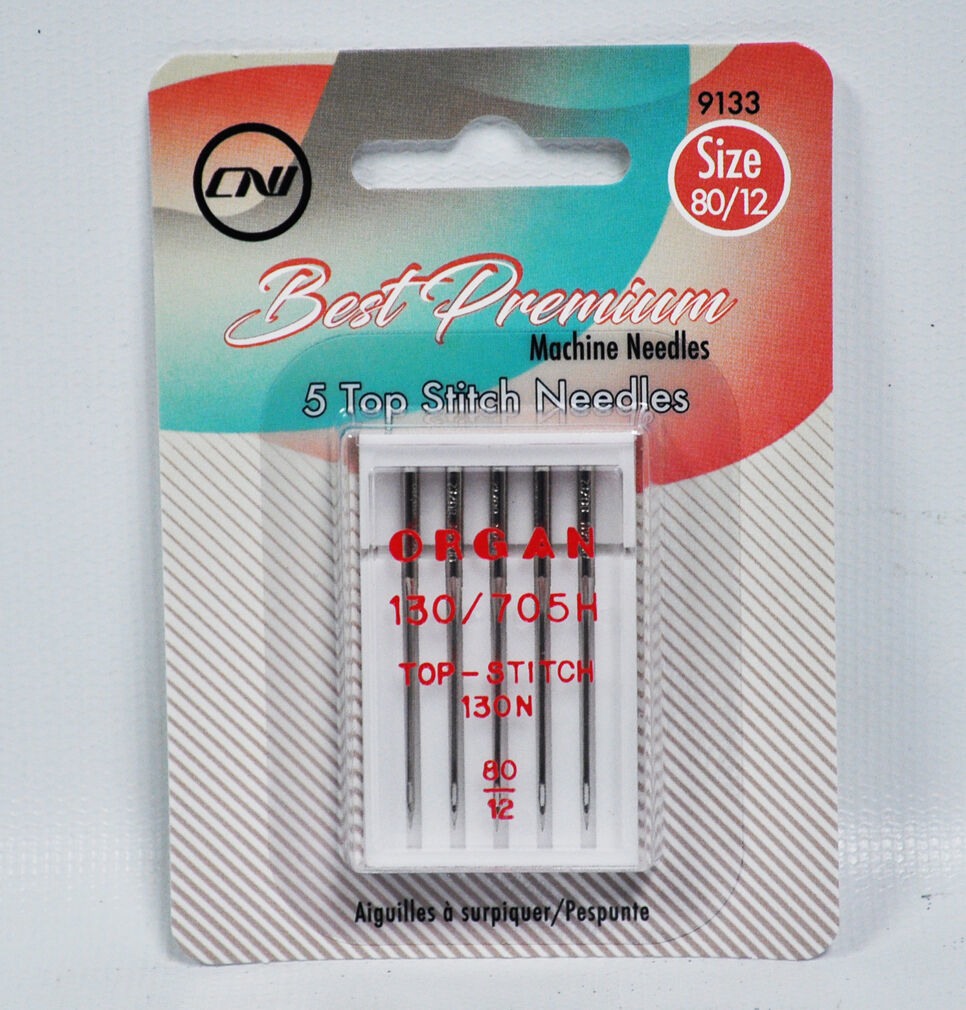 9133
CNI
Size
80/12
Best Premium
Machine Needles
5 Top Stitch Needles
ORGAN
130/705H
TOP-STITCH
130N
80
12
Aiguilles à surpiquer/Pespunte